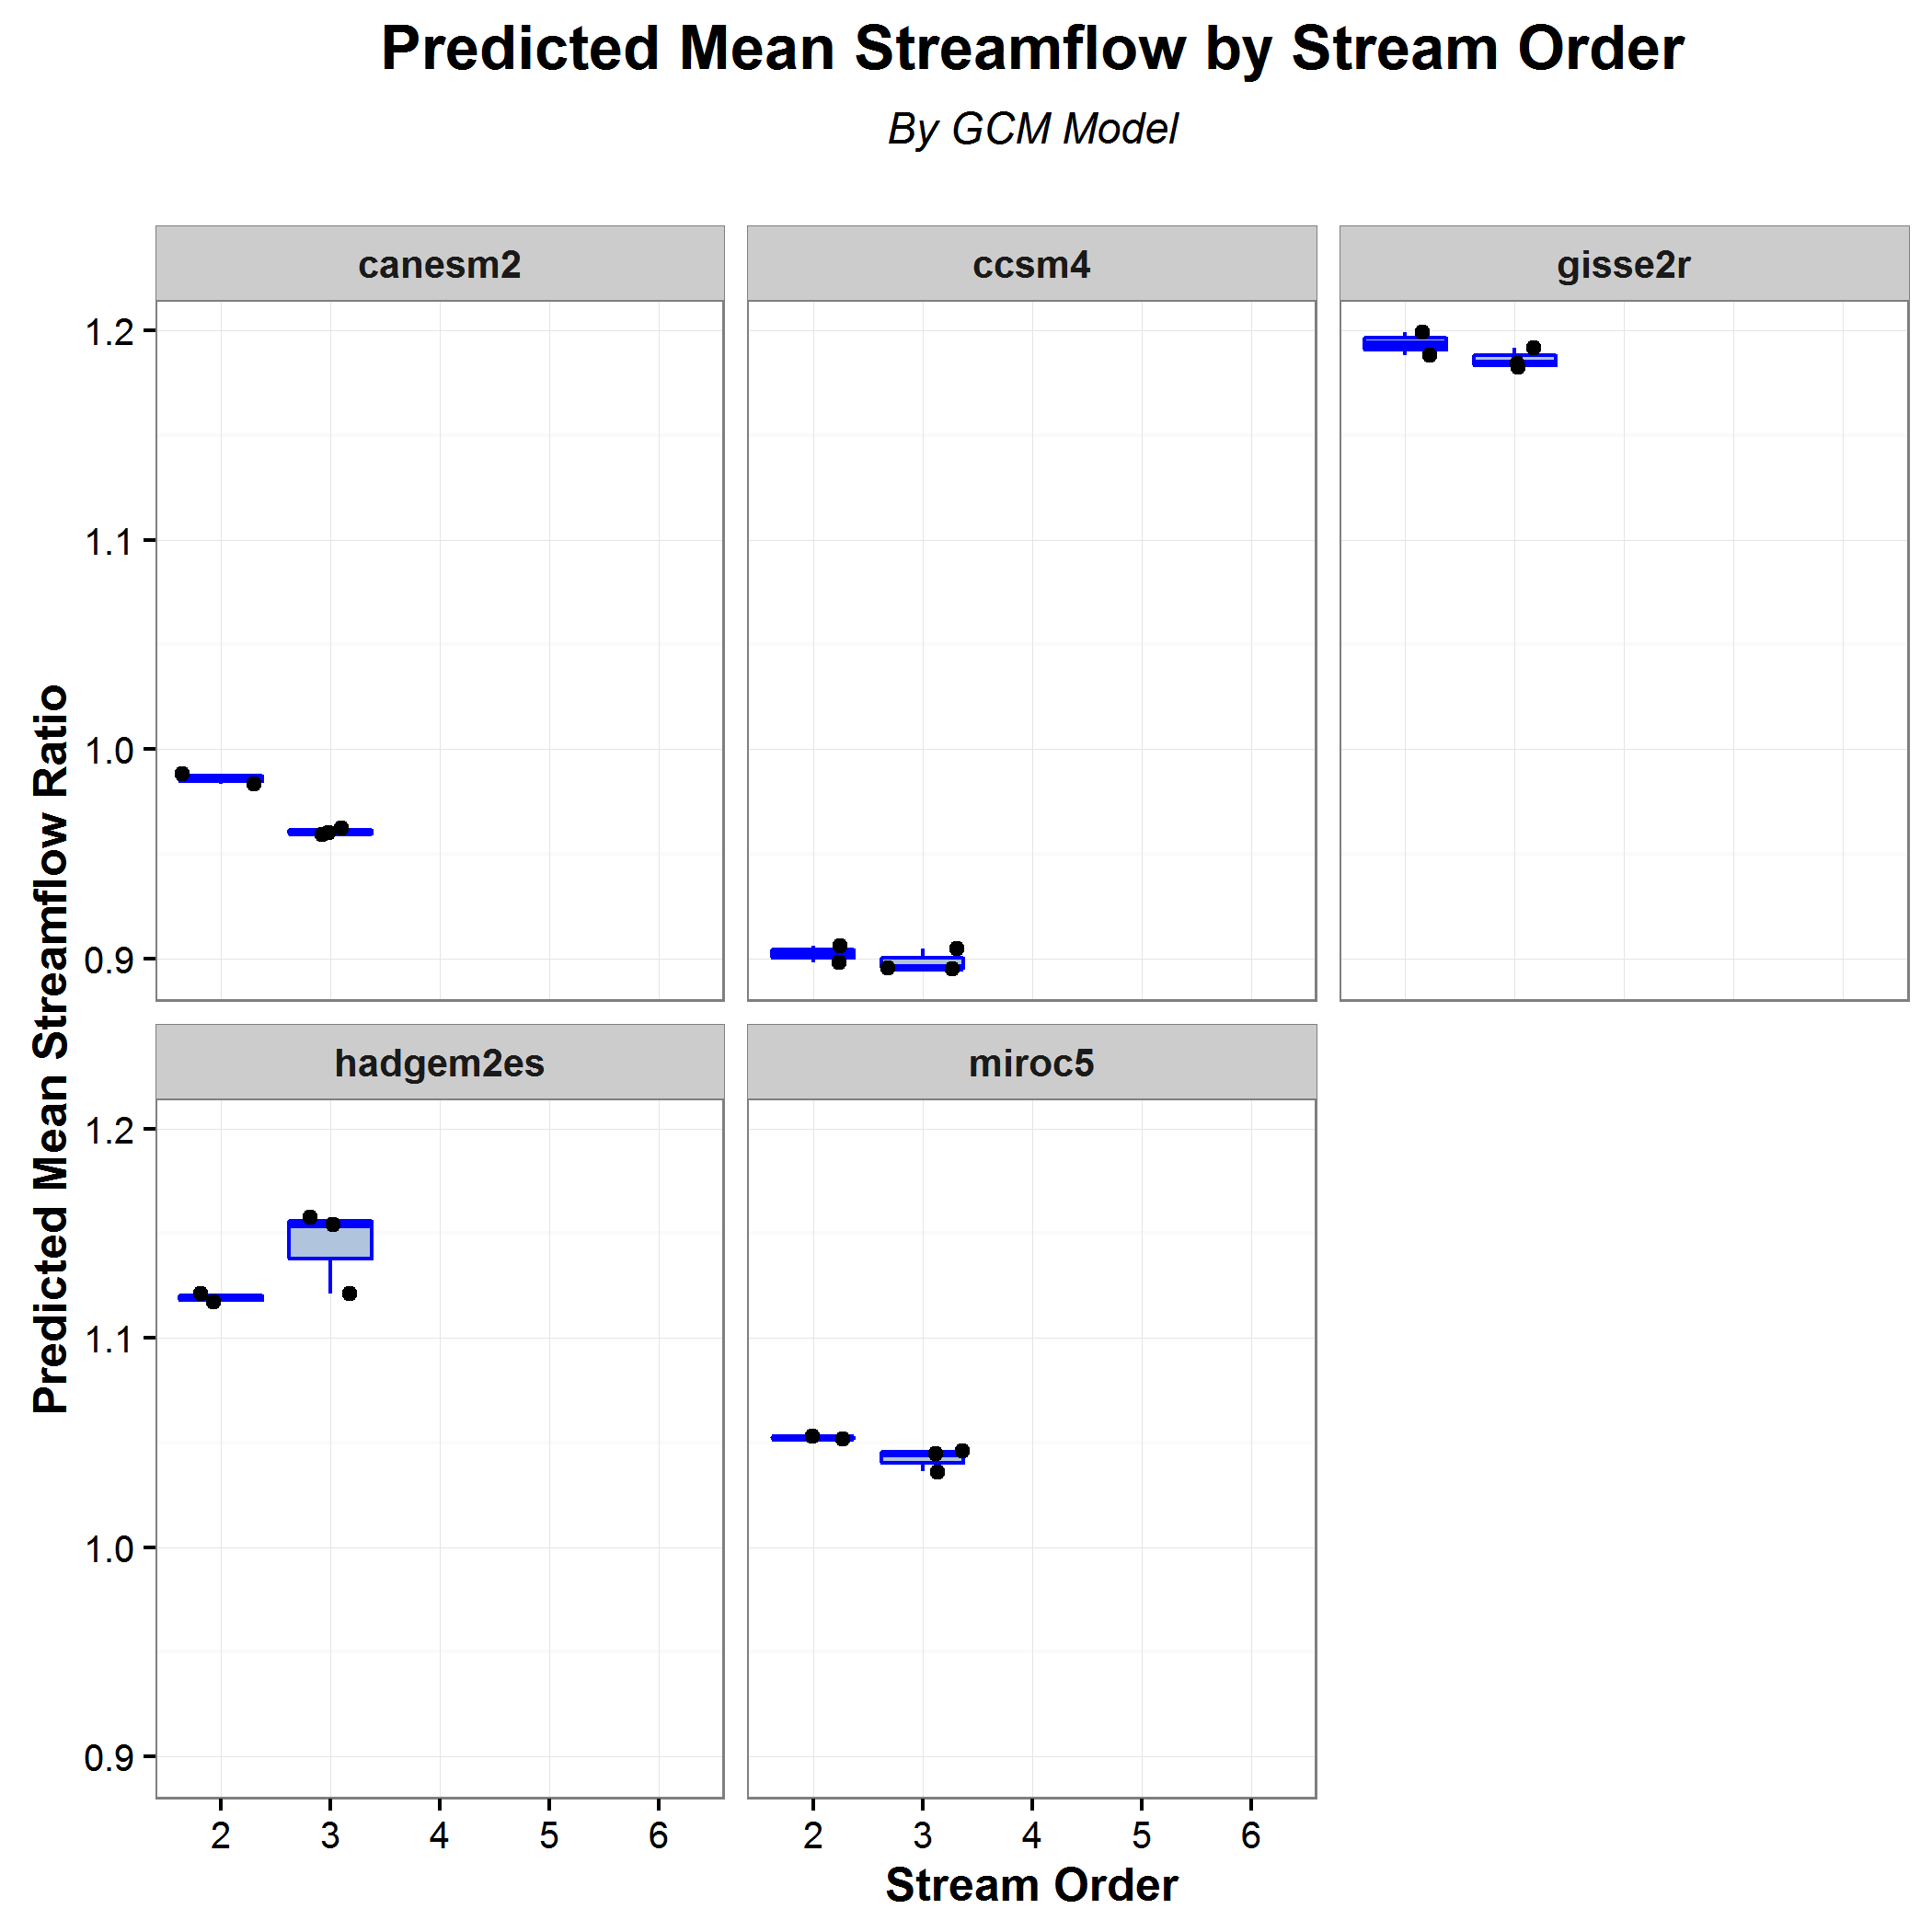 Predicted Mean Streamflow by Stream Order
By GCM Model
canesm2
ccsm4
gisse2r
1.2
1.1
1.0
0.9
Predicted Mean Streamflow Ratio
hadgem2es
miroc5
1.2
1.1
1.0
0.9
2 3 4 5 6
2 3 4 5 6
Stream Order